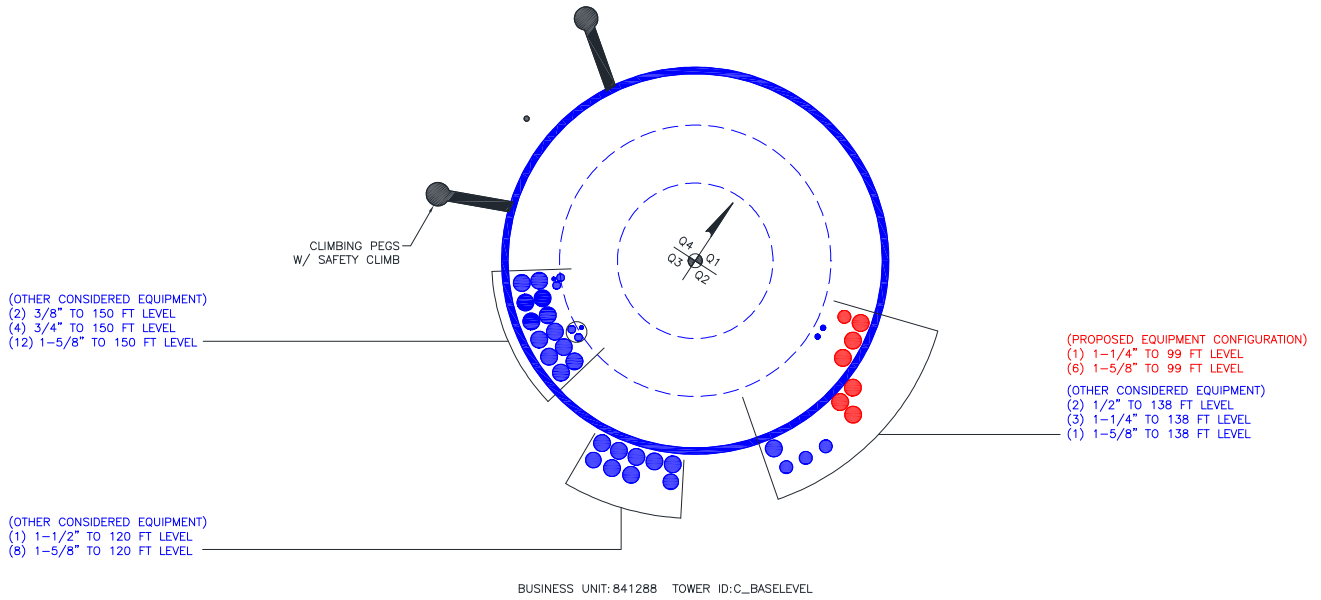 Q4
Q1
Q3
Q2
CLIMBING PEGS
W/ SAFETY CLIMB
(OTHER CONSIDERED EQUIPMENT)
(2) 3/8" TO 150 FT LEVEL
(4) 3/4" TO 150 FT LEVEL
(12) 1-5/8" TO 150 FT LEVEL
(PROPOSED EQUIPMENT CONFIGURATION)
(1) 1-1/4" TO 99 FT LEVEL
(6) 1-5/8" TO 99 FT LEVEL
(OTHER CONSIDERED EQUIPMENT)
(2) 1/2" TO 138 FT LEVEL
(3) 1-1/4" TO 138 FT LEVEL
(1) 1-5/8" TO 138 FT LEVEL
(OTHER CONSIDERED EQUIPMENT)
(1) 1-1/2" TO 120 FT LEVEL
(8) 1-5/8" TO 120 FT LEVEL
BUSINESS UNIT:841288 TOWER ID:C_BASELEVEL